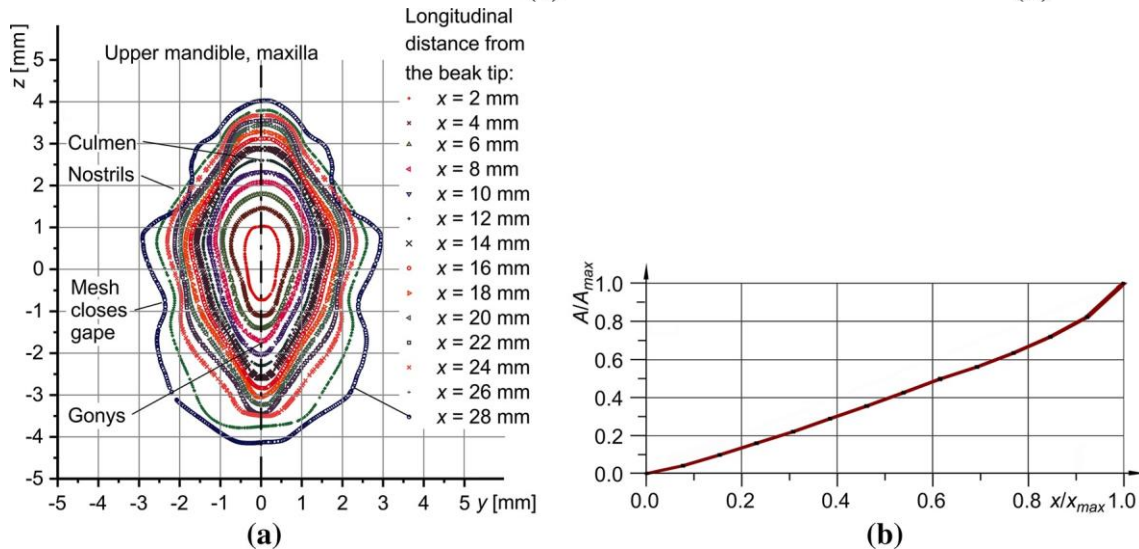 Longitudinal
distance from
the beak tip:
x = 2 mm
x = 4 mm
x = 6 mm
x = 8 mm
x = 10 mm
x = 12 mm
x = 14 mm
x = 16 mm
x = 18 mm
x = 20 mm
x = 22 mm
x = 24 mm
x = 26 mm
x = 28 mm
z [mm]
Upper mandible, maxilla
Culmen
Nostrils
Mesh
closes
gape
Gonys
5
4
3
2
1
0
-1
-2
-3
-4
-5
-5 -4 -3 -2 -1 0 1 2 3 4 5 y [mm]
(a)
A/Amax
1.0
0.8
0.6
0.4
0.2
0.0
0.0 0.2 0.4 0.6 0.8 x/xmax 1.0
(b)